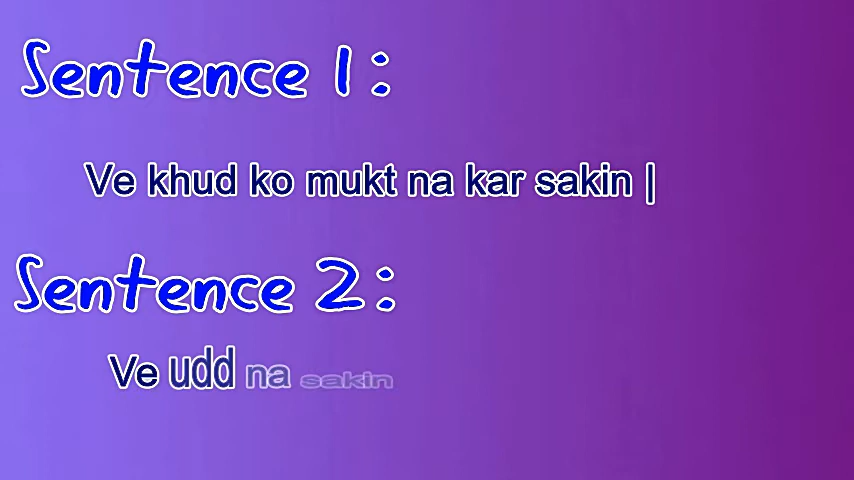 Sentence 1:
Ve khud ko mukt na kar sakin |
Sentence 2:
Ve udd na sakin